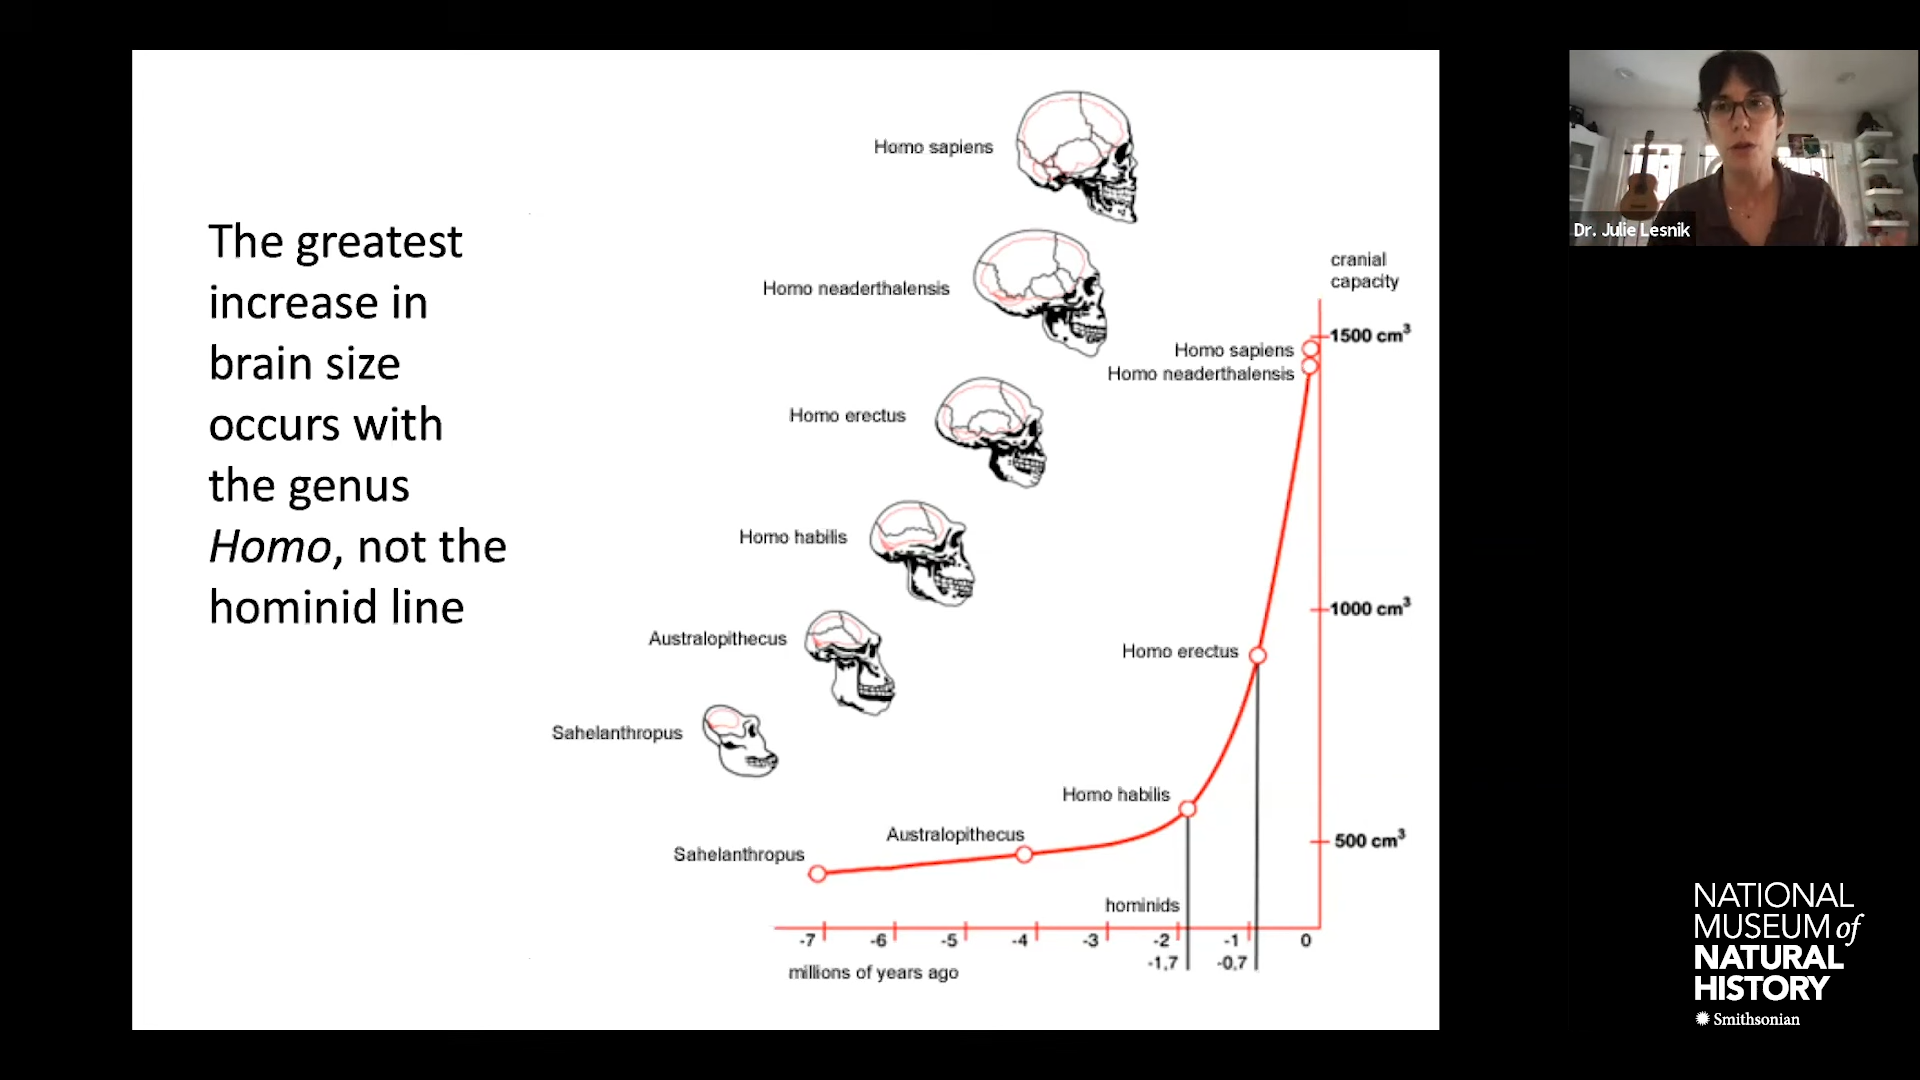 The greatest
increase in
brain size
occurs with
the genus
Homo, not the
hominid line
Homo sapiens
Homo neaderthalensis
Homo erectus
Homo habilis
Australopithecus
Sahelanthropus
cranial
capacity
1500 cm³
Homo sapiens
Homo neaderthalensis
1000 cm³
Homo erectus
Homo habilis
Australopithecus
500 cm³
Sahelanthropus
hominids
-7 -6 -5 -4 -3 -2 -1 0
-1,7 -0,7
millions of years ago
Dr. Julie Lesnik
NATIONAL
MUSEUM of
NATURAL
HISTORY
Smithsonian